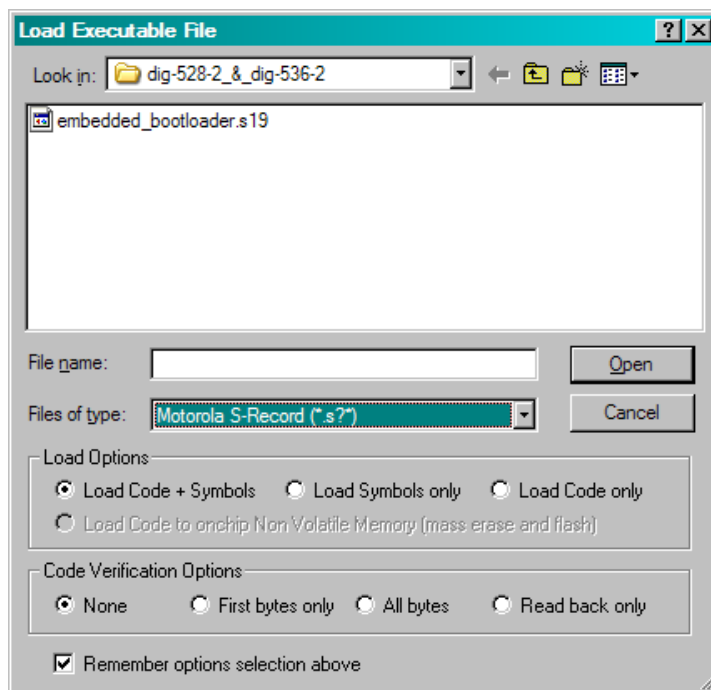 Load Executable File
Look in: dig-528-2_&_dig-536-2
embedded_bootloader.s19
File name: Open
Files of type: Motorola S-Record (*.s?*) Cancel
Load Options
Load Code + Symbols Load Symbols only Load Code only
Load Code to onchip Non Volatile Memory (mass erase and flash)
Code Verification Options
None First bytes only All bytes Read back only
Remember options selection above